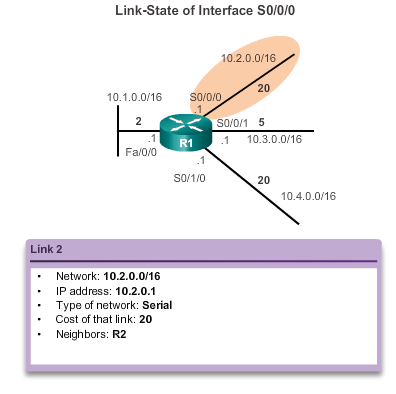 Link-State of Interface S0/0/0
10.2.0.0/16
20
10.1.0.0/16
S0/0/0
.1
2
S0/0/1
5
R1
.1
.1
10.3.0.0/16
Fa/0/0
.1
S0/1/0
20
10.4.0.0/16
Link 2
• Network: 10.2.0.0/16
• IP address: 10.2.0.1
• Type of network: Serial
• Cost of that link: 20
• Neighbors: R2